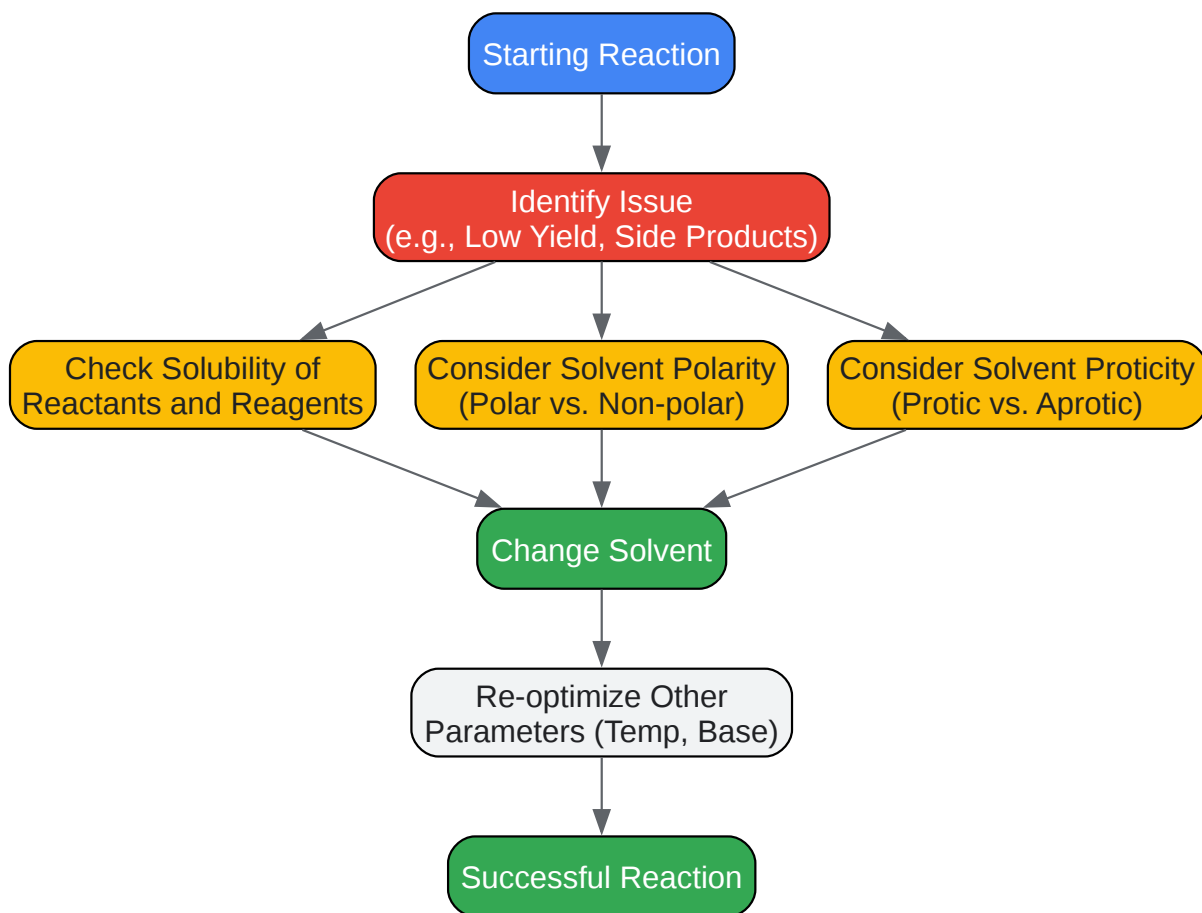 Starting Reaction
Identify Issue
(e.g., Low Yield, Side Products)
Check Solubility of
Reactants and Reagents
Consider Solvent Polarity
(Polar vs. Non-polar)
Consider Solvent Proticity
(Protic vs. Aprotic)
Change Solvent
Re-optimize Other
Parameters (Temp, Base)
Successful Reaction